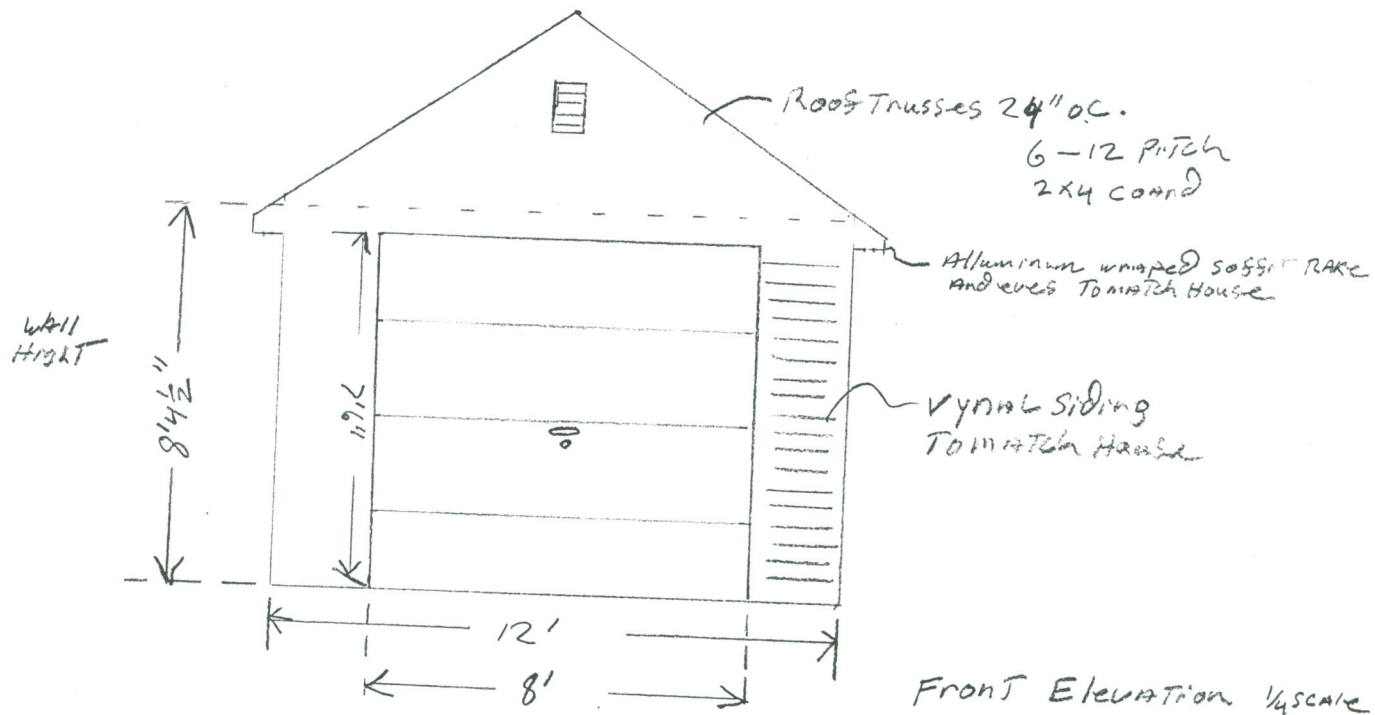 Roof Trusses 24" o.c.
6-12 Pitch
2x4 coard
Alluminum wraped soffit RAKe
And eves To match House
WAll
Hight
8'4½"
7'6"
Vynal Siding
To match House
12'
8'
Front Elevation ¼ scale